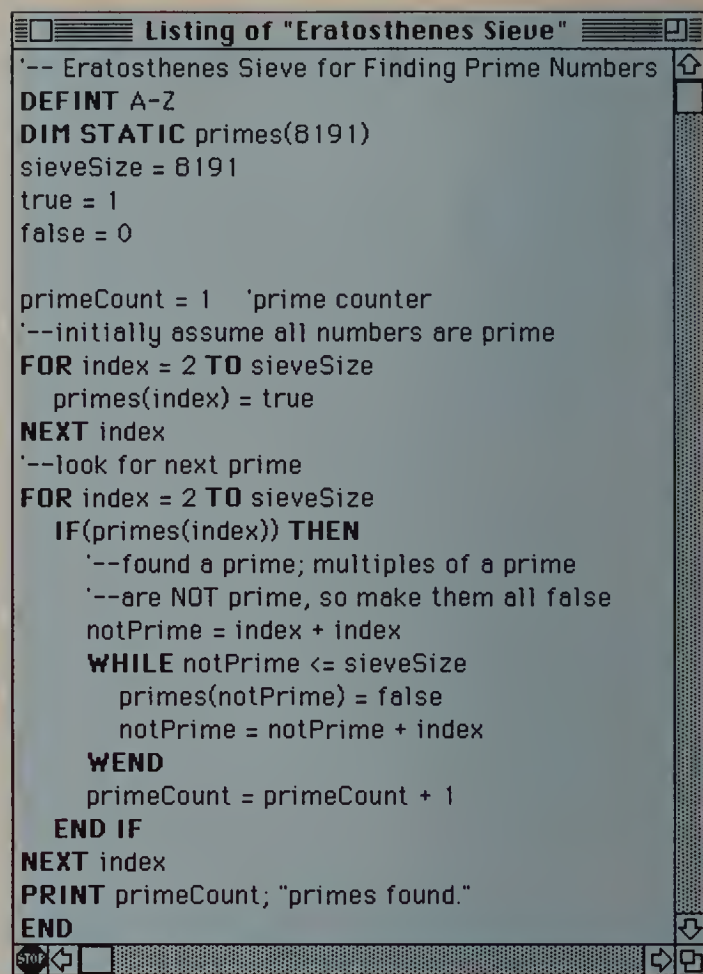 Listing of "Eratosthenes Sieve"
'-- Eratosthenes Sieve for Finding Prime Numbers
DEFINT A-Z
DIM STATIC primes(8191)
sieveSize = 8191
true = 1
false = 0
primeCount = 1 'prime counter
'--initially assume all numbers are prime
FOR index = 2 TO sieveSize
primes(index) = true
NEXT index
'--look for next prime
FOR index = 2 TO sieveSize
IF(primes(index)) THEN
'--found a prime; multiples of a prime
'--are NOT prime, so make them all false
notPrime = index + index
WHILE notPrime <= sieveSize
primes(notPrime) = false
notPrime = notPrime + index
WEND
primeCount = primeCount + 1
END IF
NEXT index
PRINT primeCount; "primes found."
END
STOP